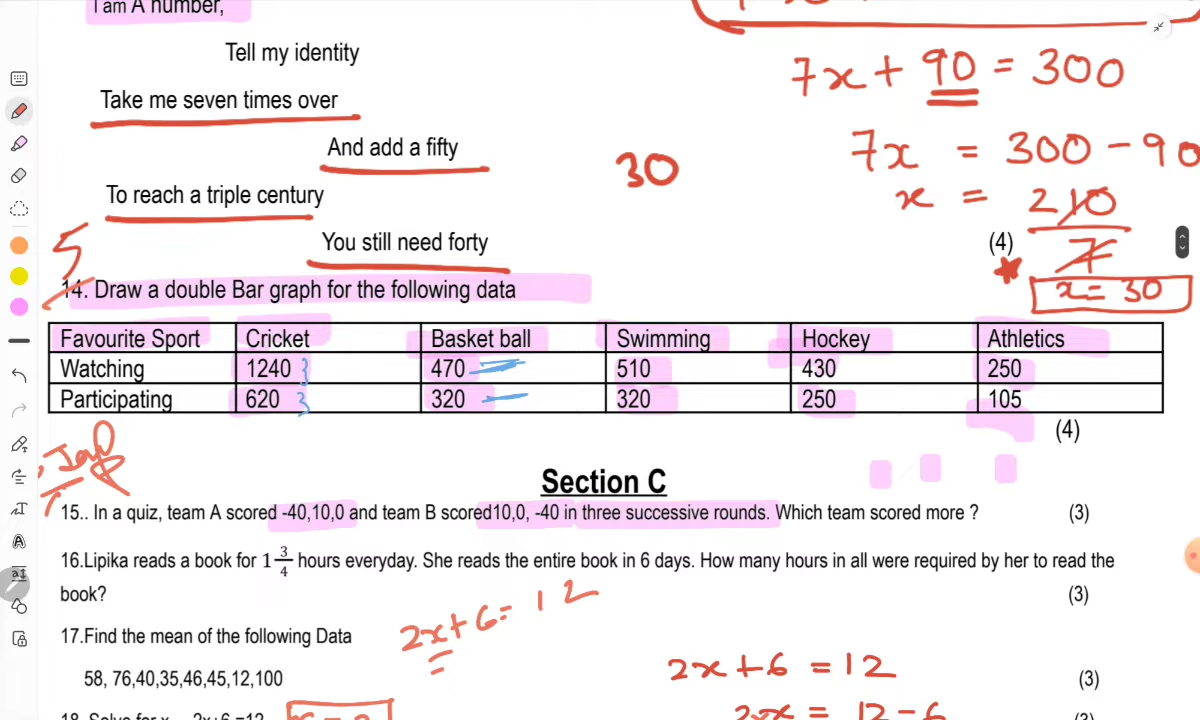 I am A number,
Tell my identity
Take me seven times over
And add a fifty
To reach a triple century
You still need forty
7x + 90 = 300
7x = 300 - 90
x = 210
7
x = 30
30
(4)
5
14. Draw a double Bar graph for the following data
Favourite Sport Cricket Basket ball Swimming Hockey Athletics
Watching 1240 470 510 430 250
Participating 620 320 320 250 105
(4)
Section C
15.. In a quiz, team A scored -40,10,0 and team B scored10,0, -40 in three successive rounds. Which team scored more ? (3)
16.Lipika reads a book for 1 3/4 hours everyday. She reads the entire book in 6 days. How many hours in all were required by her to read the
book? (3)
2x + 6 = 12
17.Find the mean of the following Data
58, 76,40,35,46,45,12,100 (3)
2x + 6 = 12
18. Solve for x 2x+6 =12
= 12 - 6